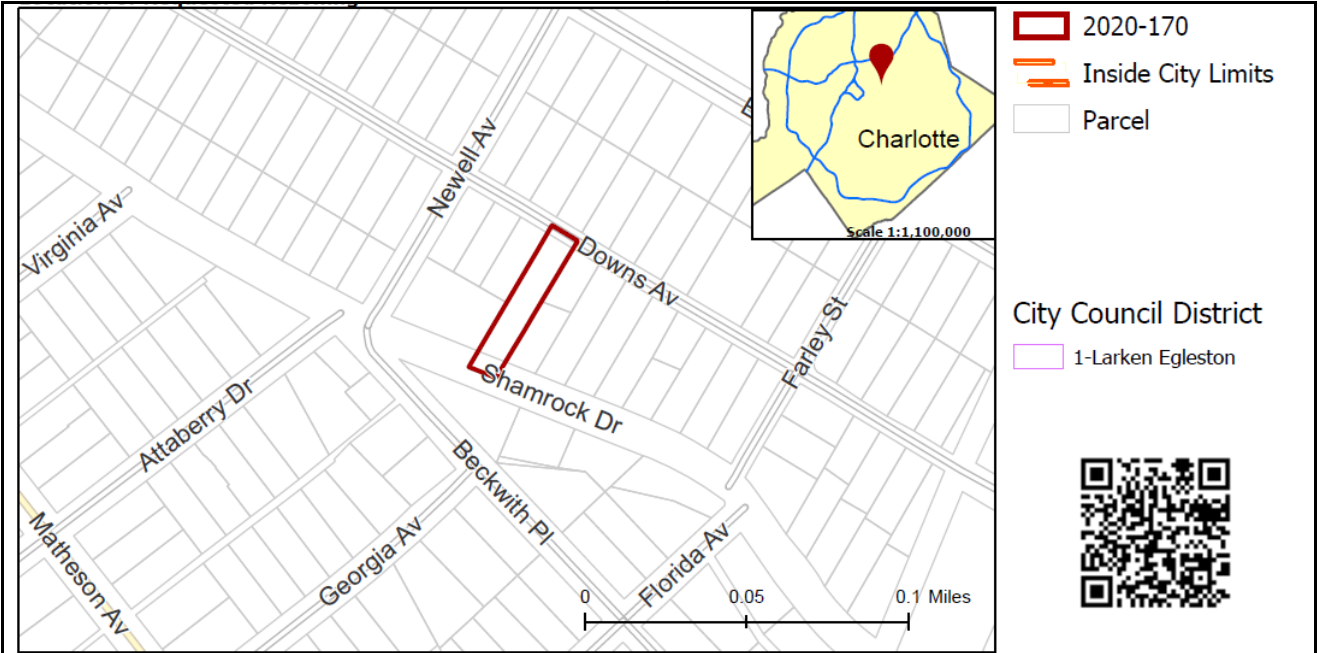 Newell Av
Virginia Av
Downs Av
Farley St
Shamrock Dr
Attaberry Dr
Beckwith Pl
Georgia Av
Matheson Av
Florida Av
0 0.05 0.1 Miles
Charlotte
Scale 1:1,100,000
2020-170
Inside City Limits
Parcel
City Council District
1-Larken Egleston